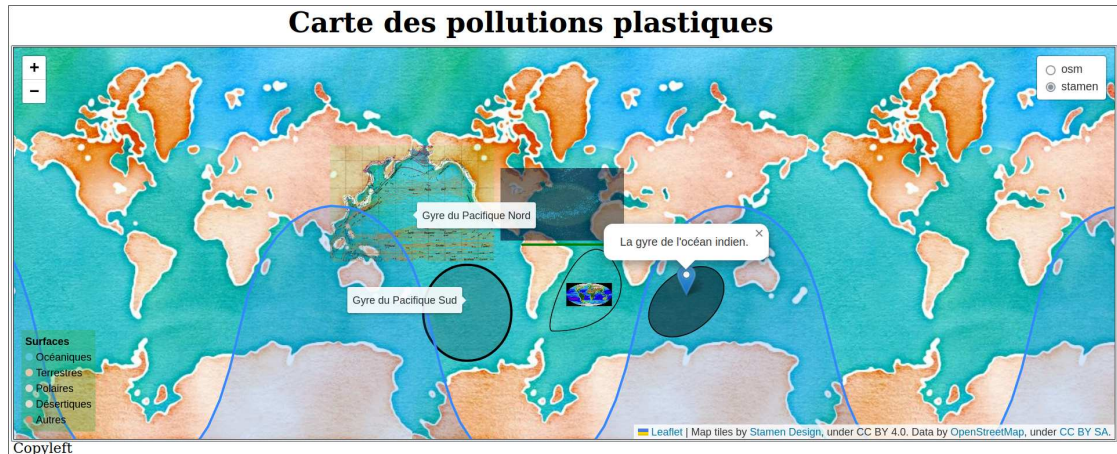 Carte des pollutions plastiques
+
−
osm
stamen
Gyre du Pacifique Nord
La gyre de l'océan indien.
×
Gyre du Pacifique Sud
Surfaces
Océaniques
Terrestres
Polaires
Désertiques
Autres
Leaflet | Map tiles by Stamen Design, under CC BY 4.0. Data by OpenStreetMap, under CC BY SA.
Copyleft